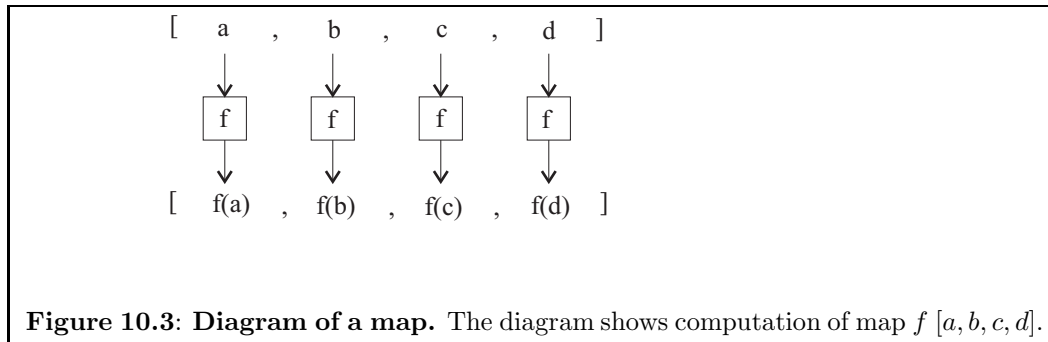 [ a , b , c , d ]
f f f f
[ f(a) , f(b) , f(c) , f(d) ]
Figure 10.3: Diagram of a map. The diagram shows computation of map f [a, b, c, d].